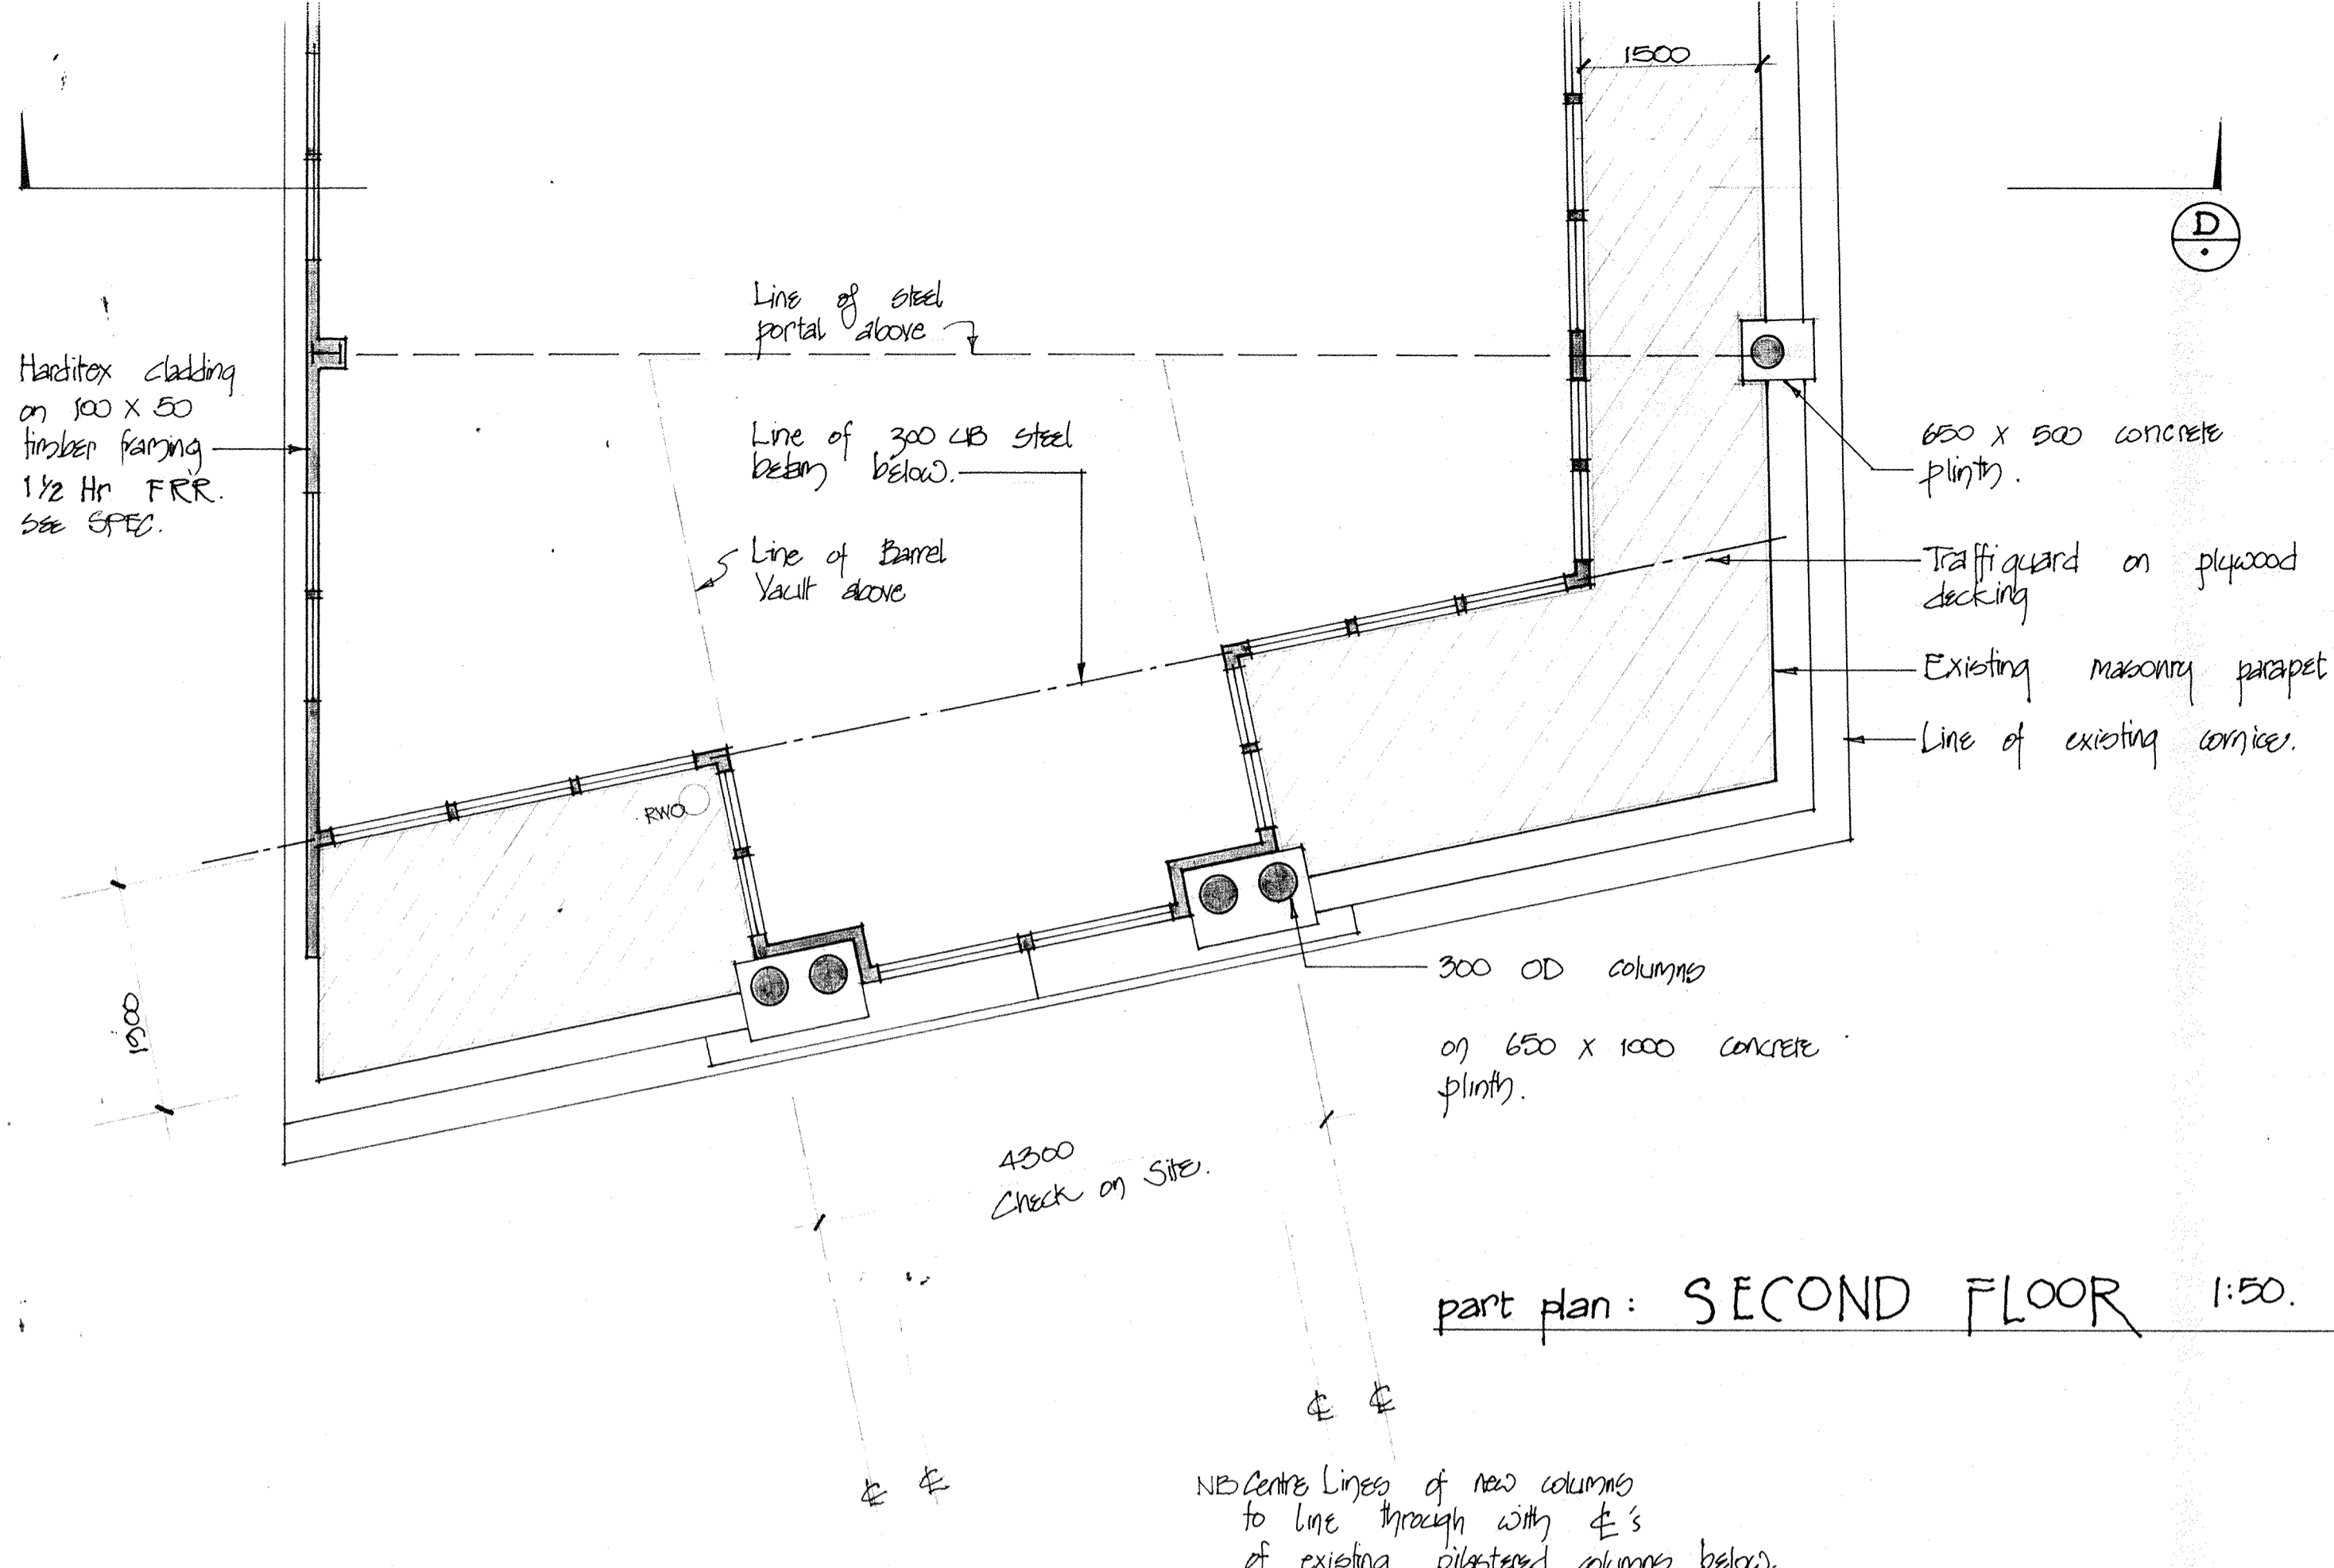 1500
D
Line of steel
portal above
Harditex cladding
on 100 X 50
timber framing
1 1/2 Hr FRR.
SEE SPEC.
Line of 300 UB steel
beam below.
650 X 500 concrete
plinth.
Line of Barrel
Vault above
Traffiguard on plywood
decking
Existing masonry parapet
Line of existing cornice.
RWO
300 OD columns
on 650 X 1000 concrete
plinth.
1900
4300
Check on Site.
part plan: SECOND FLOOR 1:50.
℄ ℄
℄ ℄
NB Centre Lines of new columns
to line through with ℄'s
of existing pilastered columns below.